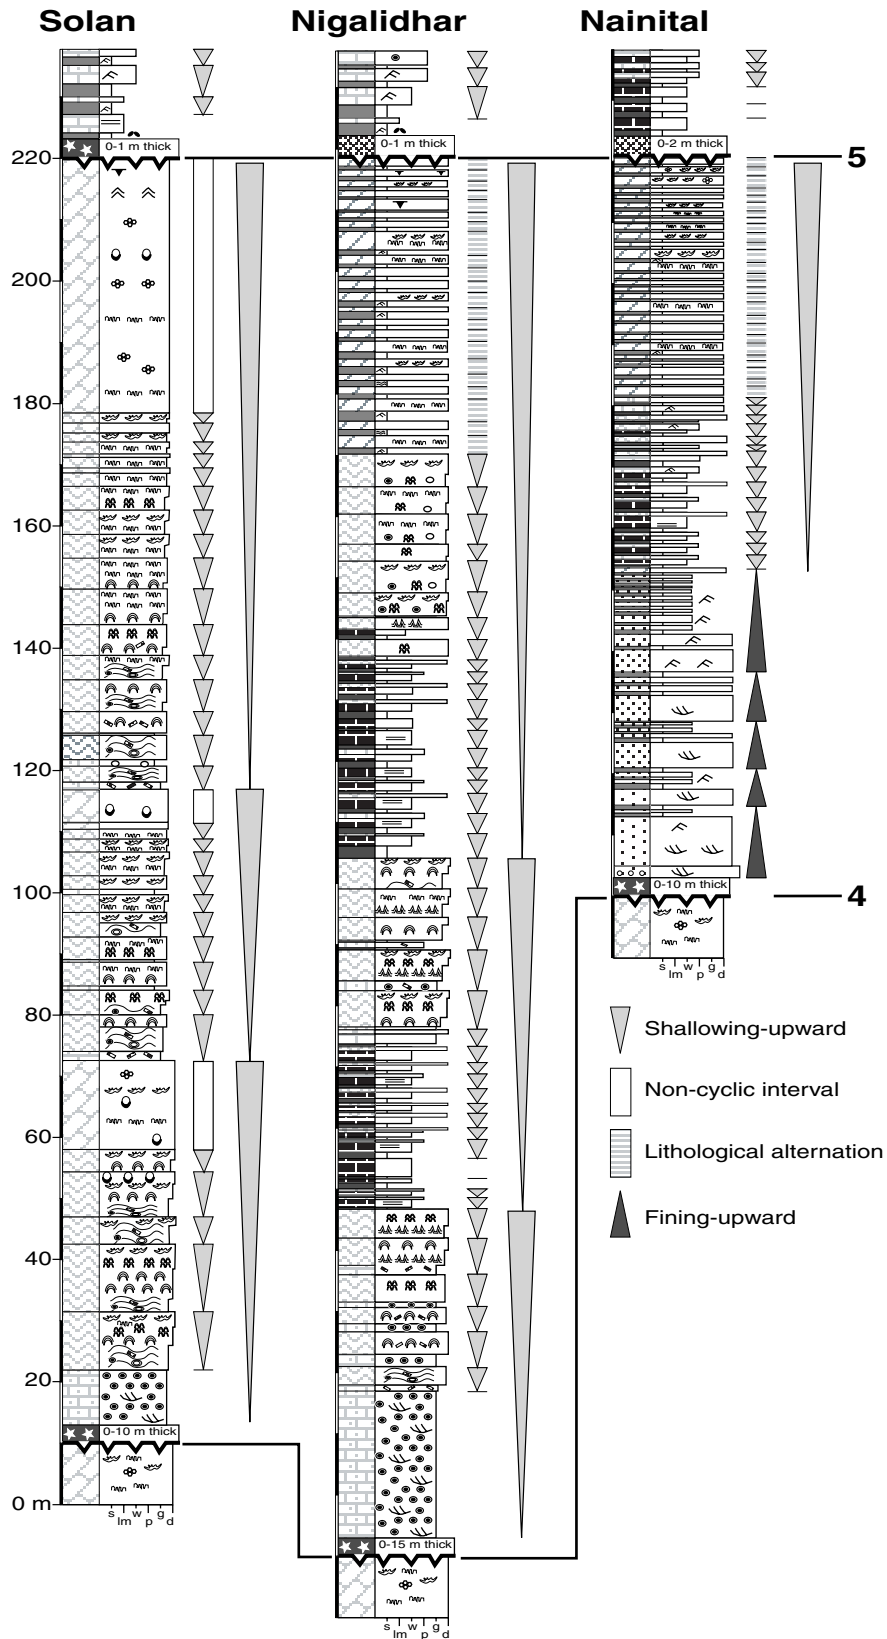 Solan Nigalidhar Nainital
0-1 m thick 0-1 m thick 0-2 m thick
220 5
200
180
160
140
120
100 0-10 m thick 4
s lm w p g d
80
Shallowing-upward
Non-cyclic interval
60
Lithological alternation
Fining-upward
40
20
0-10 m thick
0 m
s lm w p g d
0-15 m thick
s lm w p g d